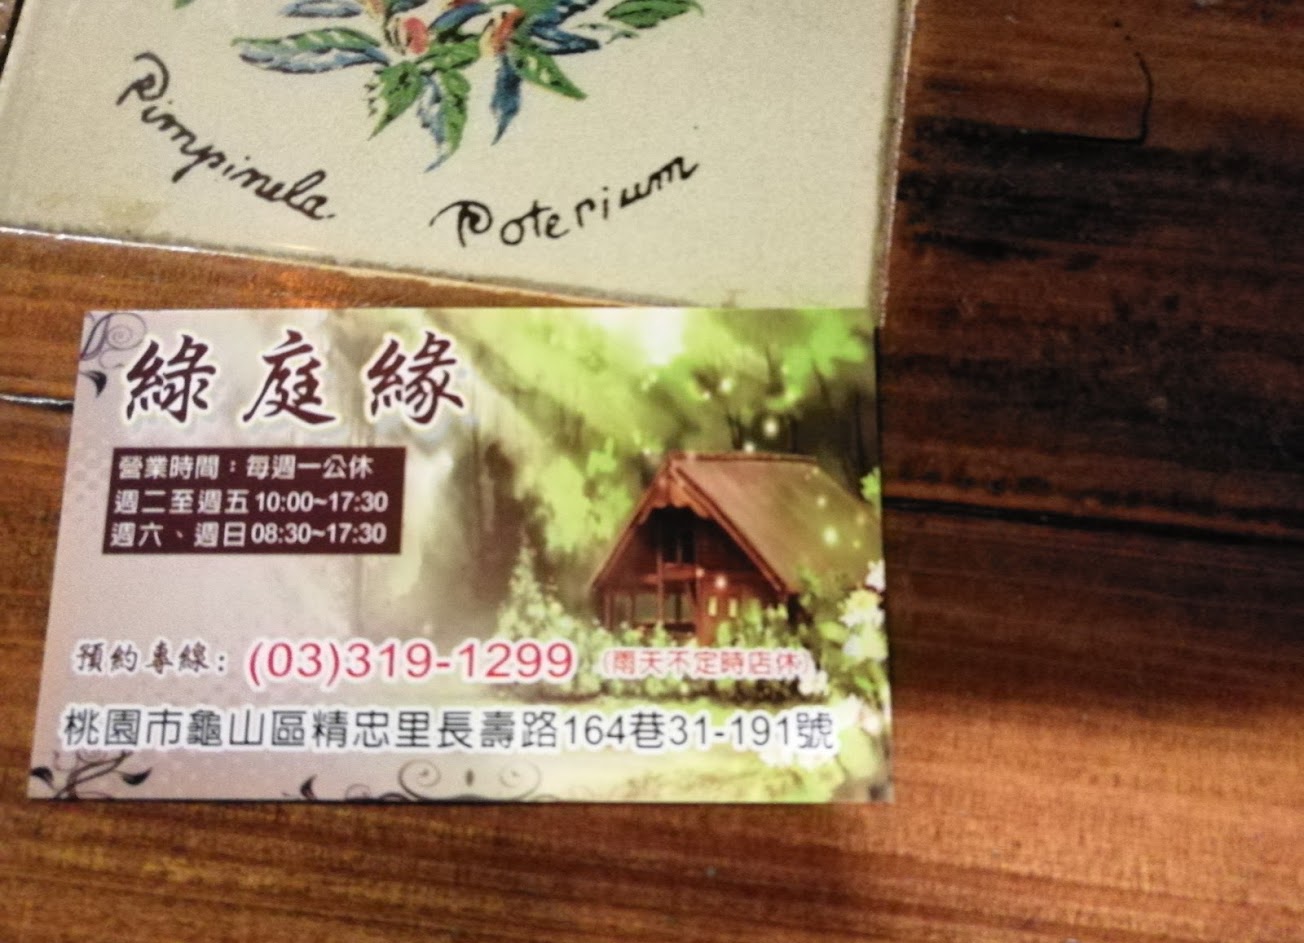 Pimpinela
Poterium
綠庭緣
營業時間：每週一公休
週二至週五 10:00~17:30
週六、週日 08:30~17:30
預約專線: (03)319-1299 (雨天不定時店休)
桃園市龜山區精忠里長壽路164巷31-191號